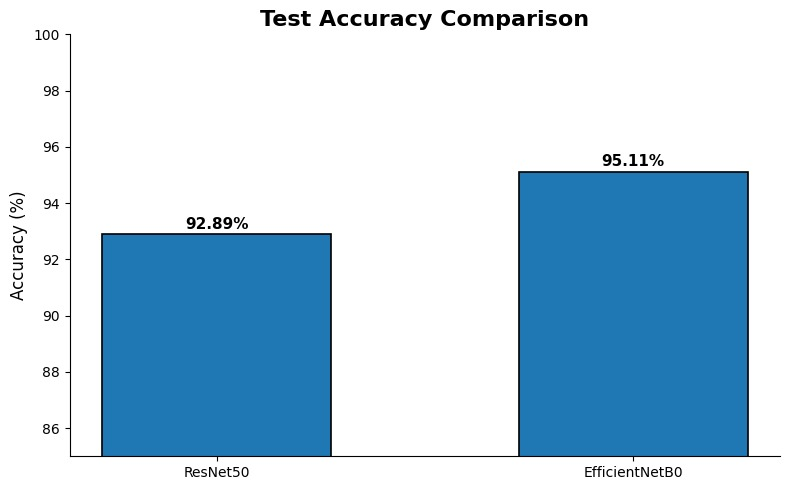 Test Accuracy Comparison
Accuracy (%)
100
98
96
94
92
90
88
86
92.89%
95.11%
ResNet50
EfficientNetB0